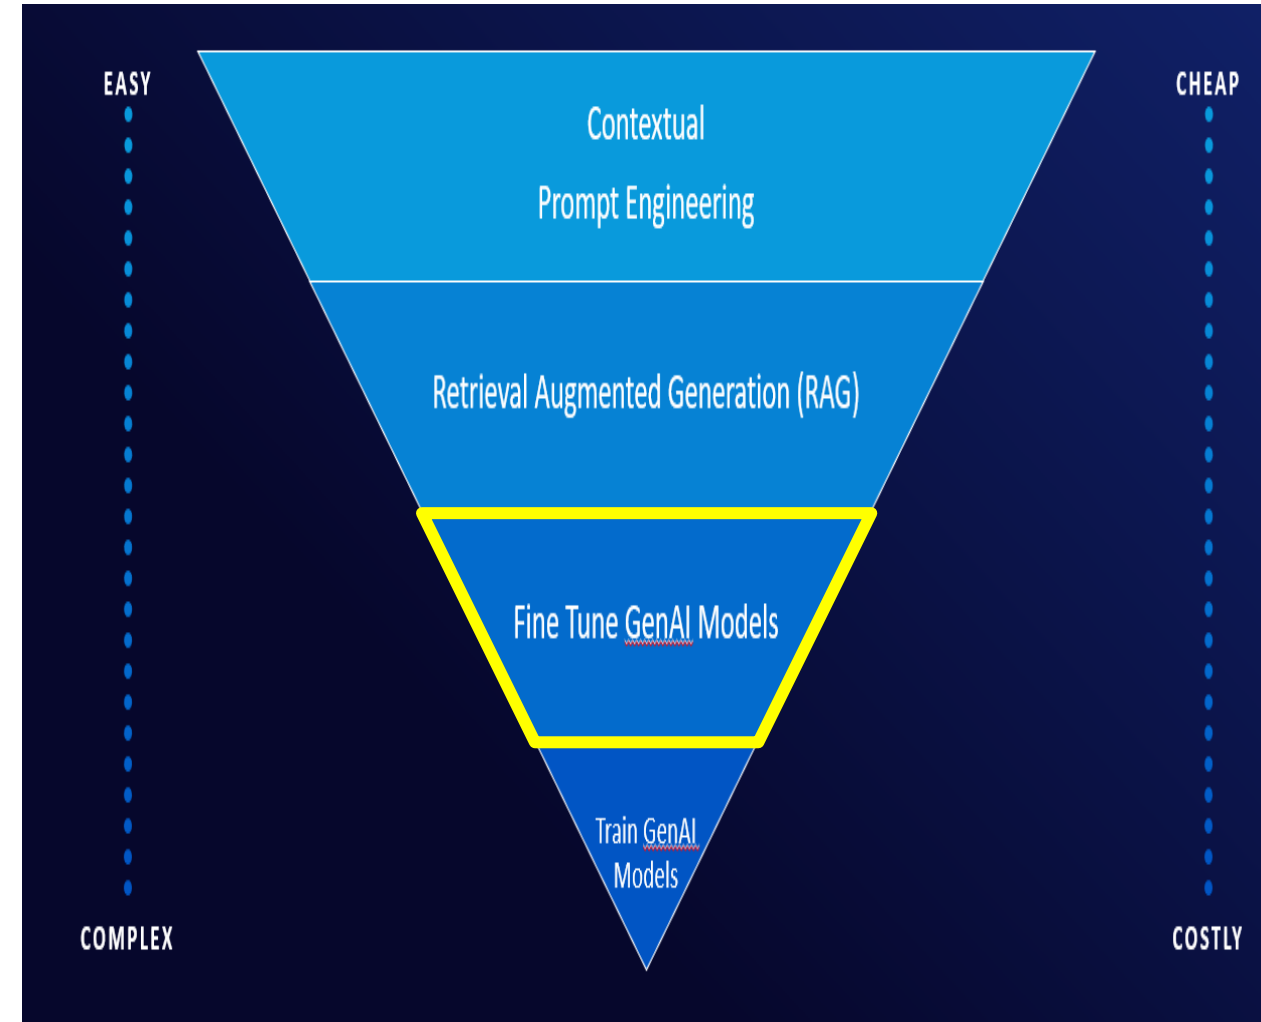 EASY
CHEAP
Contextual
Prompt Engineering
Retrieval Augmented Generation (RAG)
Fine Tune GenAI Models
Train GenAI
Models
COMPLEX
COSTLY